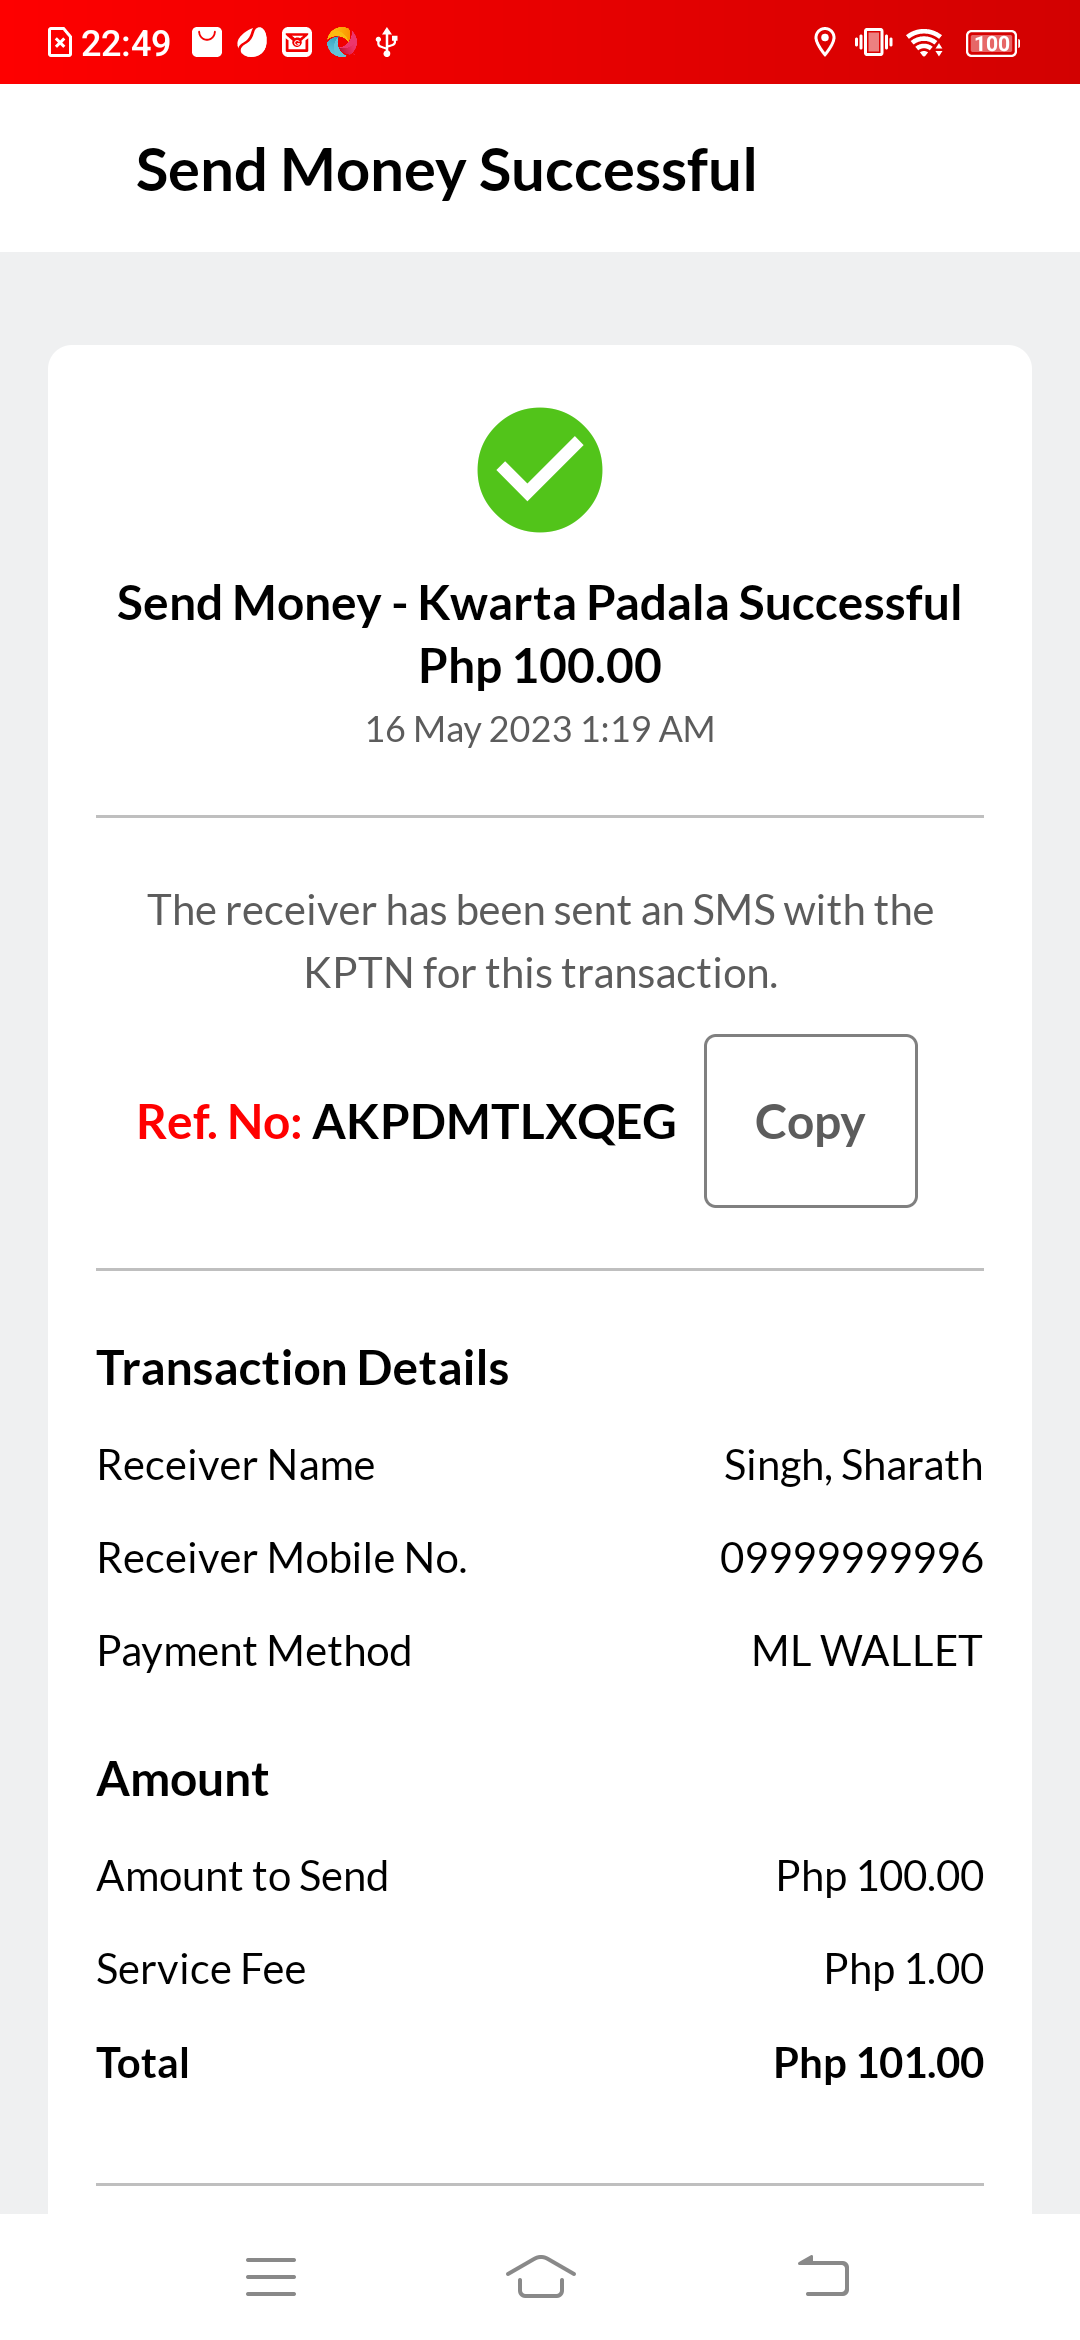 22:49
100
Send Money Successful
Send Money - Kwarta Padala Successful
Php 100.00
16 May 2023 1:19 AM
The receiver has been sent an SMS with the
KPTN for this transaction.
Ref. No: AKPDMTLXQEG
Copy
Transaction Details
Receiver Name Singh, Sharath
Receiver Mobile No. 09999999996
Payment Method ML WALLET
Amount
Amount to Send Php 100.00
Service Fee Php 1.00
Total Php 101.00